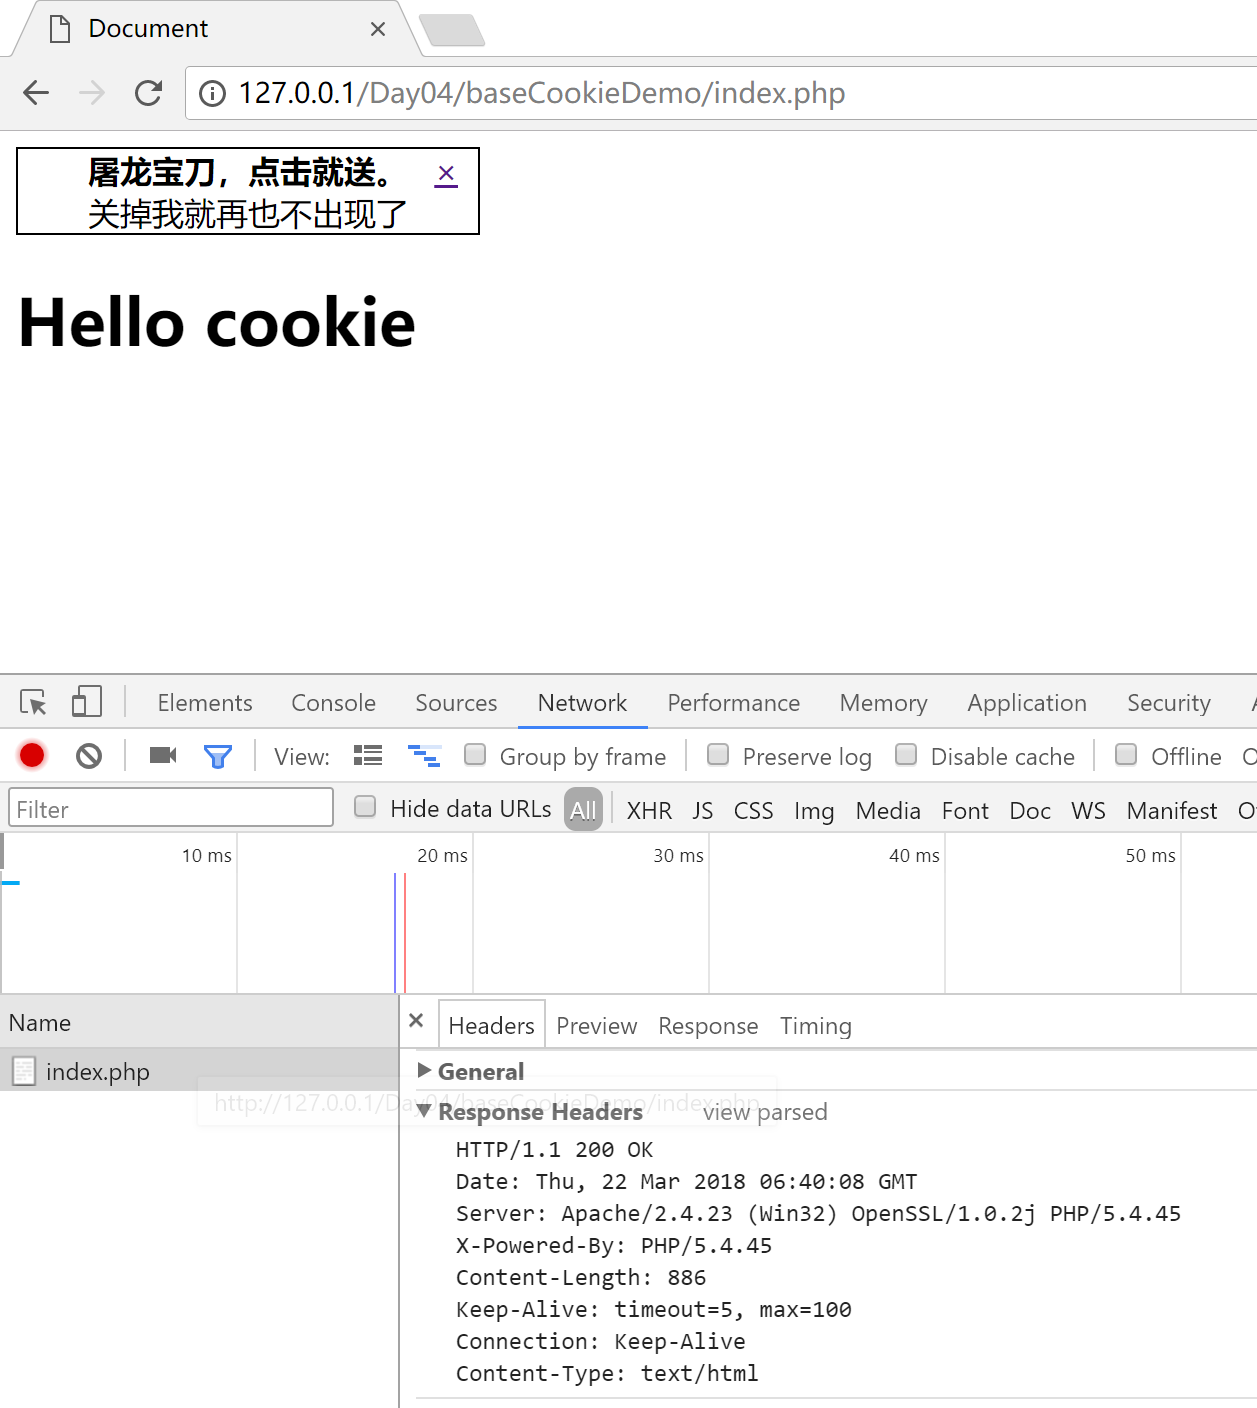 Document
127.0.0.1/Day04/baseCookieDemo/index.php
屠龙宝刀，点击就送。 ×
关掉我就再也不出现了
Hello cookie
Elements Console Sources Network Performance Memory Application Security
View: Group by frame Preserve log Disable cache Offline
Filter Hide data URLs All XHR JS CSS Img Media Font Doc WS Manifest
10 ms 20 ms 30 ms 40 ms 50 ms
Name
index.php
http://127.0.0.1/Day04/baseCookieDemo/index.php
Headers Preview Response Timing
General
Response Headers view parsed
HTTP/1.1 200 OK
Date: Thu, 22 Mar 2018 06:40:08 GMT
Server: Apache/2.4.23 (Win32) OpenSSL/1.0.2j PHP/5.4.45
X-Powered-By: PHP/5.4.45
Content-Length: 886
Keep-Alive: timeout=5, max=100
Connection: Keep-Alive
Content-Type: text/html